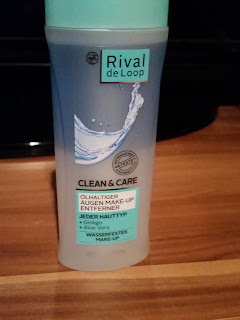 Rival
de Loop
CLEAN & CARE
ÖLHALTIGER
AUGEN MAKE-UP
ENTFERNER
JEDER HAUTTYP
• Ginkgo
• Aloe Vera
WASSERFESTES
MAKE-UP